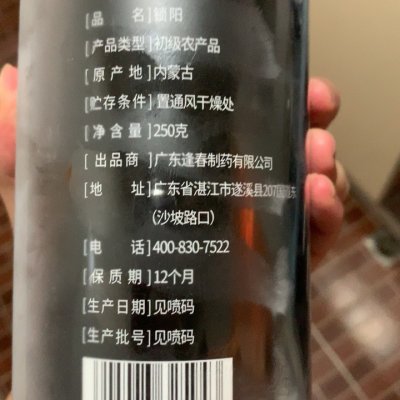 [品 名]锁阳
[产品类型]初级农产品
[原产地]内蒙古
[贮存条件]置通风干燥处
[净含量]250克
[出品商]广东逢春制药有限公司
[地 址]广东省湛江市遂溪县207国道东
(沙坡路口)
[电 话]400-830-7522
[保质期]12个月
[生产日期]见喷码
[生产批号]见喷码